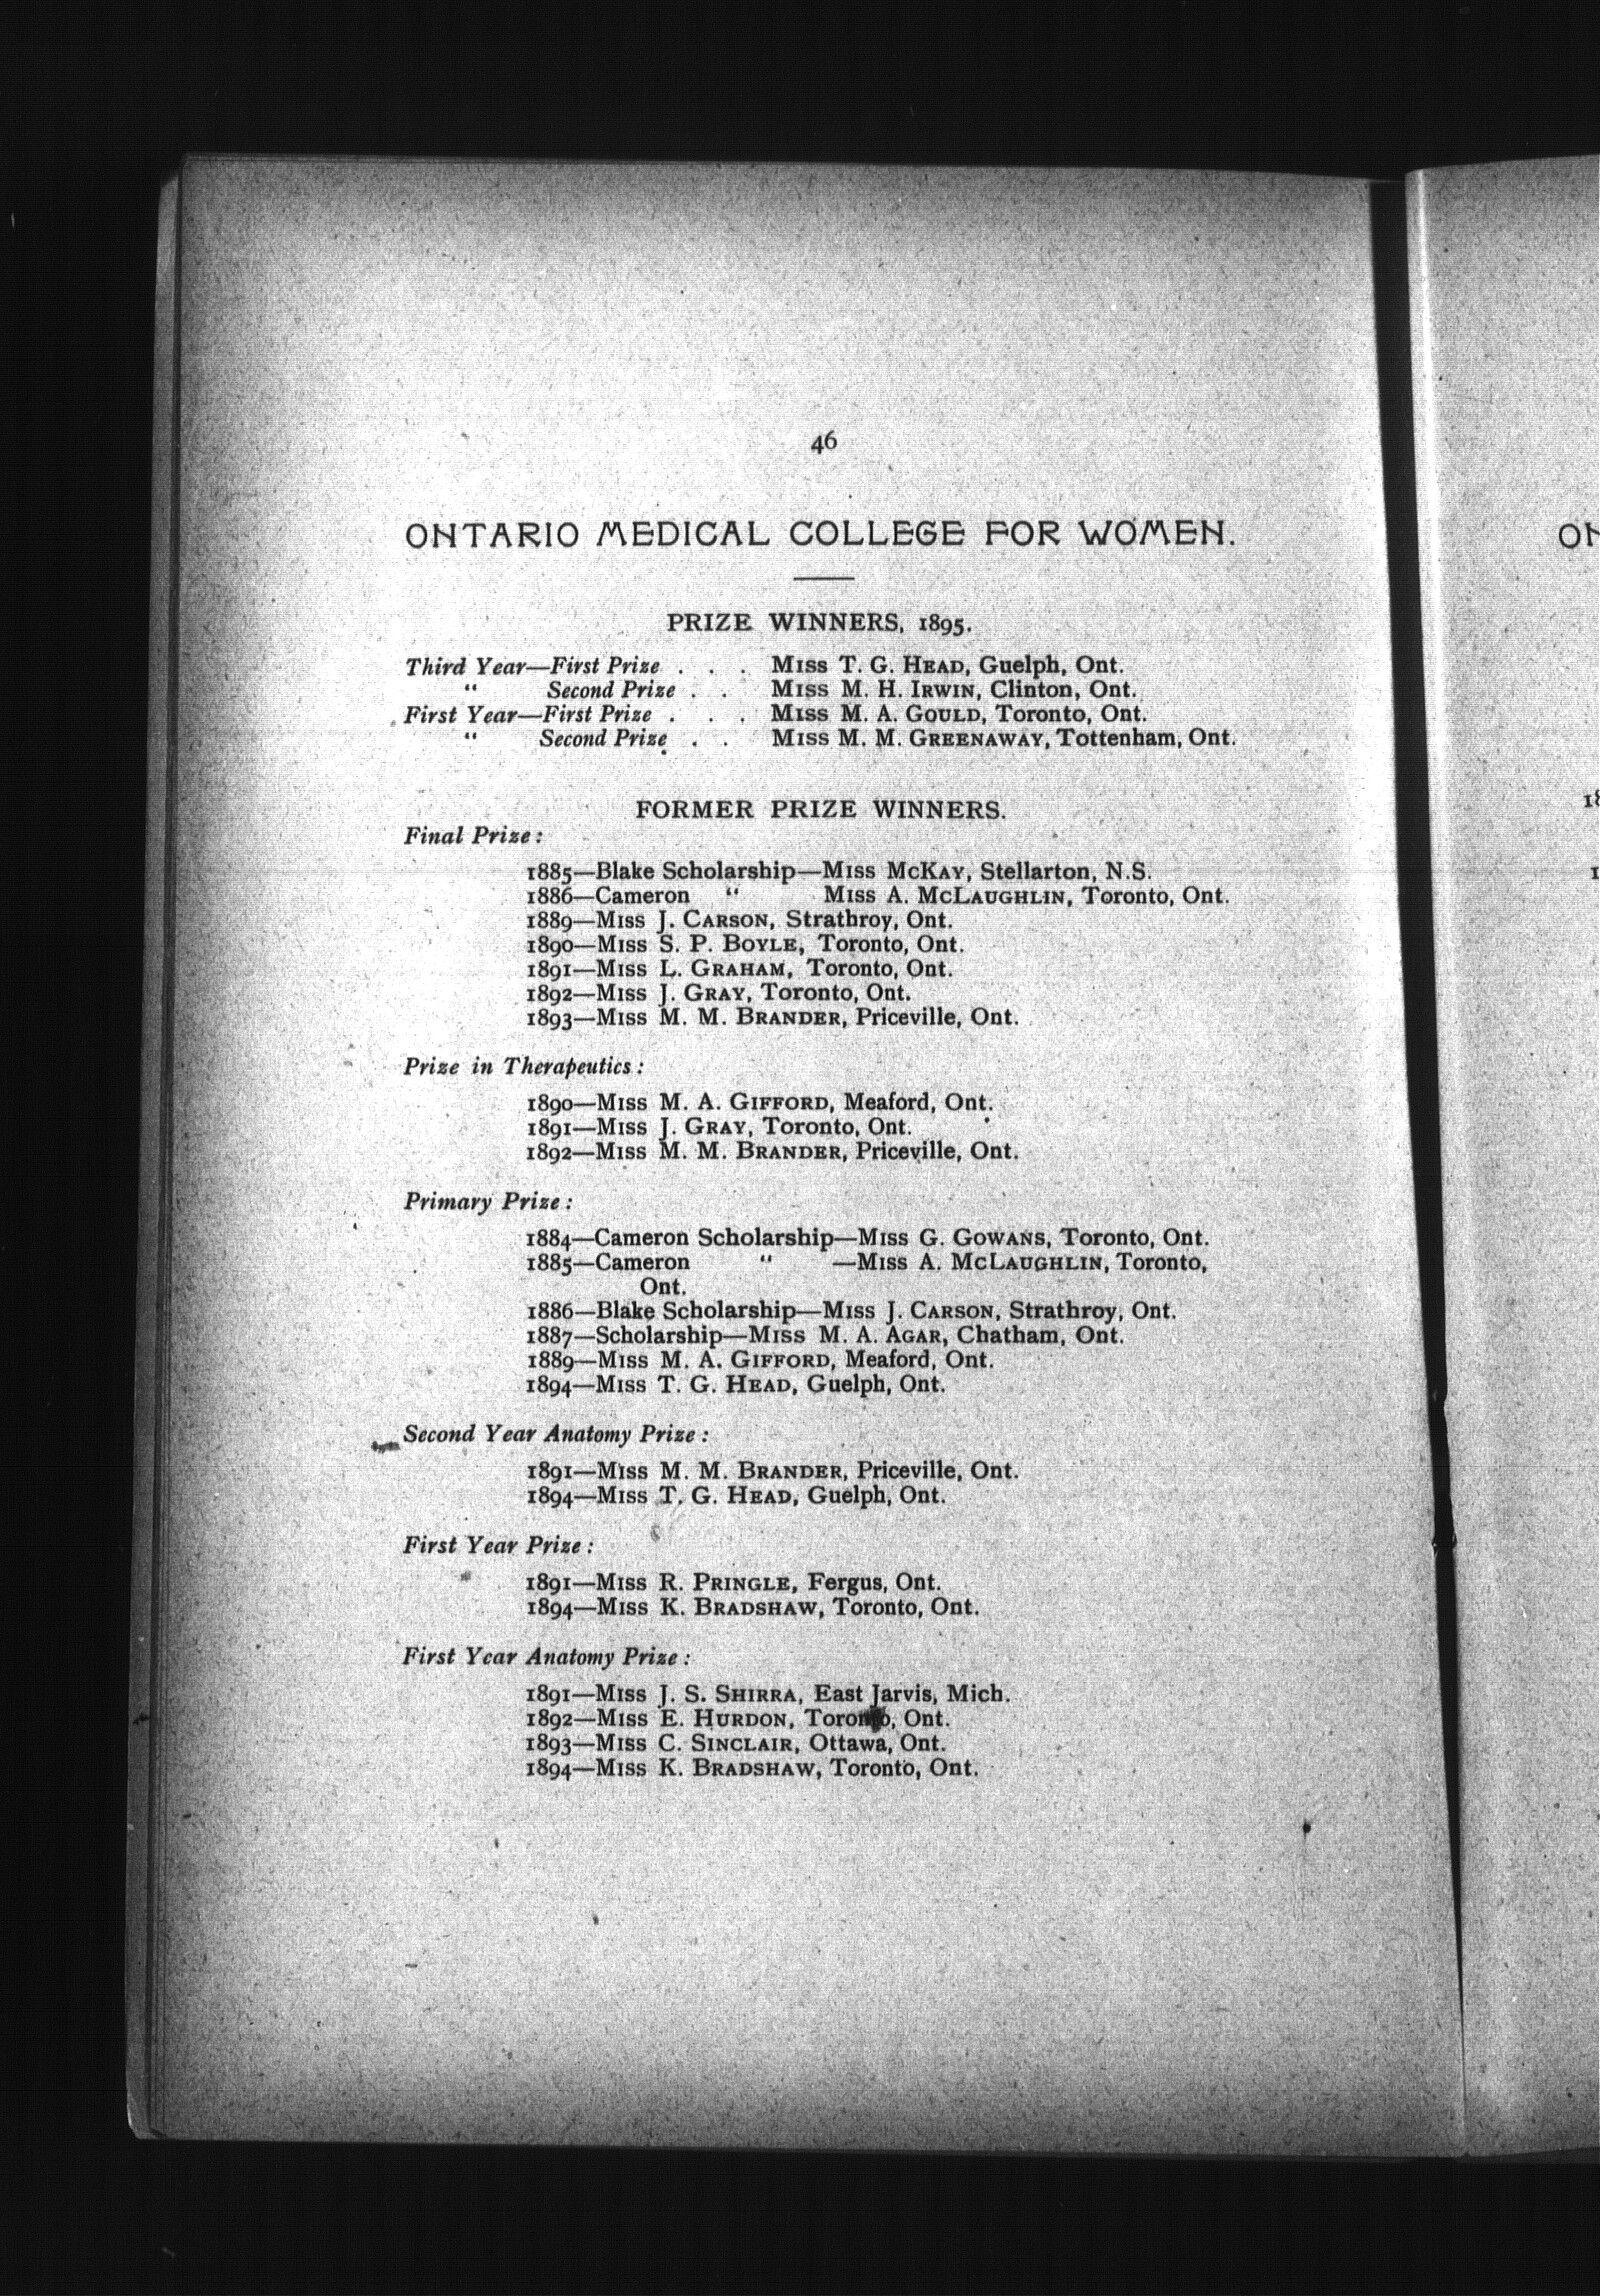 46
ONTARIO MEDICAL COLLEGE FOR WOMEN.
PRIZE WINNERS, 1895.
Third Year—First Prize . . . MISS T. G. HEAD, Guelph, Ont.
“ Second Prize . . MISS M. H. IRWIN, Clinton, Ont.
First Year—First Prize . . . MISS M. A. GOULD, Toronto, Ont.
“ Second Prize . . MISS M. M. GREENAWAY, Tottenham, Ont.
FORMER PRIZE WINNERS.
Final Prize:
1885—Blake Scholarship—MISS MCKAY, Stellarton, N.S.
1886—Cameron “ MISS A. MCLAUGHLIN, Toronto, Ont.
1889—MISS J. CARSON, Strathroy, Ont.
1890—MISS S. P. BOYLE, Toronto, Ont.
1891—MISS L. GRAHAM, Toronto, Ont.
1892—MISS J. GRAY, Toronto, Ont.
1893—MISS M. M. BRANDER, Priceville, Ont.
Prize in Therapeutics:
1890—MISS M. A. GIFFORD, Meaford, Ont.
1891—MISS J. GRAY, Toronto, Ont.
1892—MISS M. M. BRANDER, Priceville, Ont.
Primary Prize:
1884—Cameron Scholarship—MISS G. GOWANS, Toronto, Ont.
1885—Cameron “ —MISS A. MCLAUGHLIN, Toronto,
Ont.
1886—Blake Scholarship—MISS J. CARSON, Strathroy, Ont.
1887—Scholarship—MISS M. A. AGAR, Chatham, Ont.
1889—MISS M. A. GIFFORD, Meaford, Ont.
1894—MISS T. G. HEAD, Guelph, Ont.
Second Year Anatomy Prize:
1891—MISS M. M. BRANDER, Priceville, Ont.
1894—MISS T. G. HEAD, Guelph, Ont.
First Year Prize:
1891—MISS R. PRINGLE, Fergus, Ont.
1894—MISS K. BRADSHAW, Toronto, Ont.
First Year Anatomy Prize:
1891—MISS J. S. SHIRRA, East Jarvis, Mich.
1892—MISS E. HURDON, Toronto, Ont.
1893—MISS C. SINCLAIR, Ottawa, Ont.
1894—MISS K. BRADSHAW, Toronto, Ont.